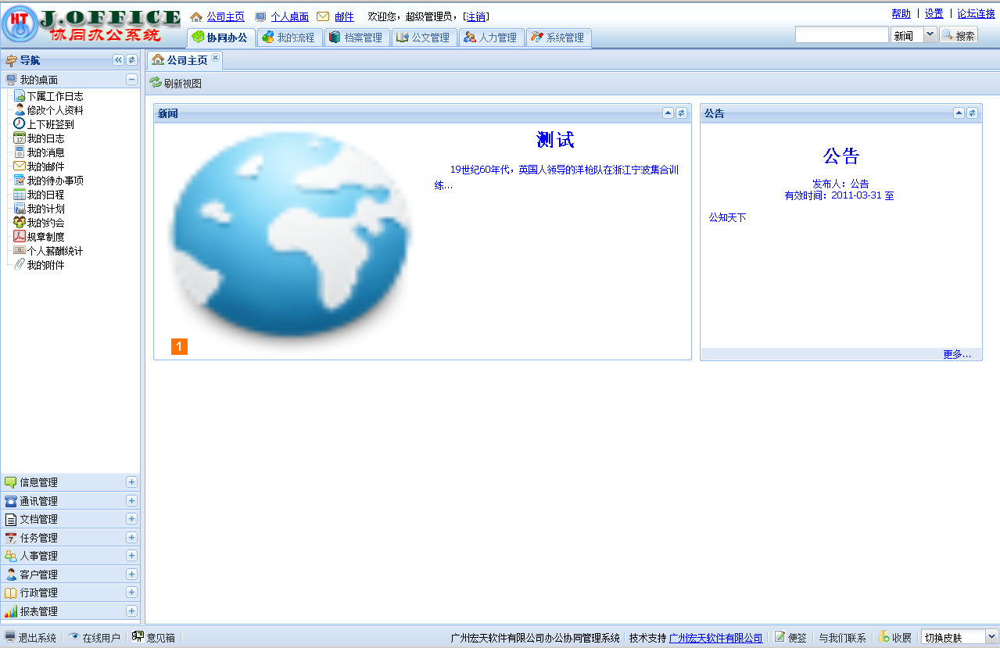 HT J.OFFICE
协同办公系统
公司主页 个人桌面 邮件 欢迎您，超级管理员，[注销]
帮助 | 设置 | 论坛连接
协同办公 我的流程 档案管理 公文管理 人力管理 系统管理
新闻 搜索
导航
我的桌面
下属工作日志
修改个人资料
上下班签到
我的日志
我的消息
我的邮件
我的待办事项
我的日程
我的计划
我的约会
规章制度
个人薪酬统计
我的附件
信息管理
通讯管理
文档管理
任务管理
人事管理
客户管理
行政管理
报表管理
公司主页
刷新视图
新闻
测试
19世纪60年代，英国人领导的洋枪队在浙江宁波集合训
练...
1
公告
公告
发布人：公告
有效时间：2011-03-31 至
公知天下
更多...
退出系统 在线用户 意见箱
广州宏天软件有限公司办公协同管理系统 技术支持 广州宏天软件有限公司 便签 与我们联系 收展 切换皮肤